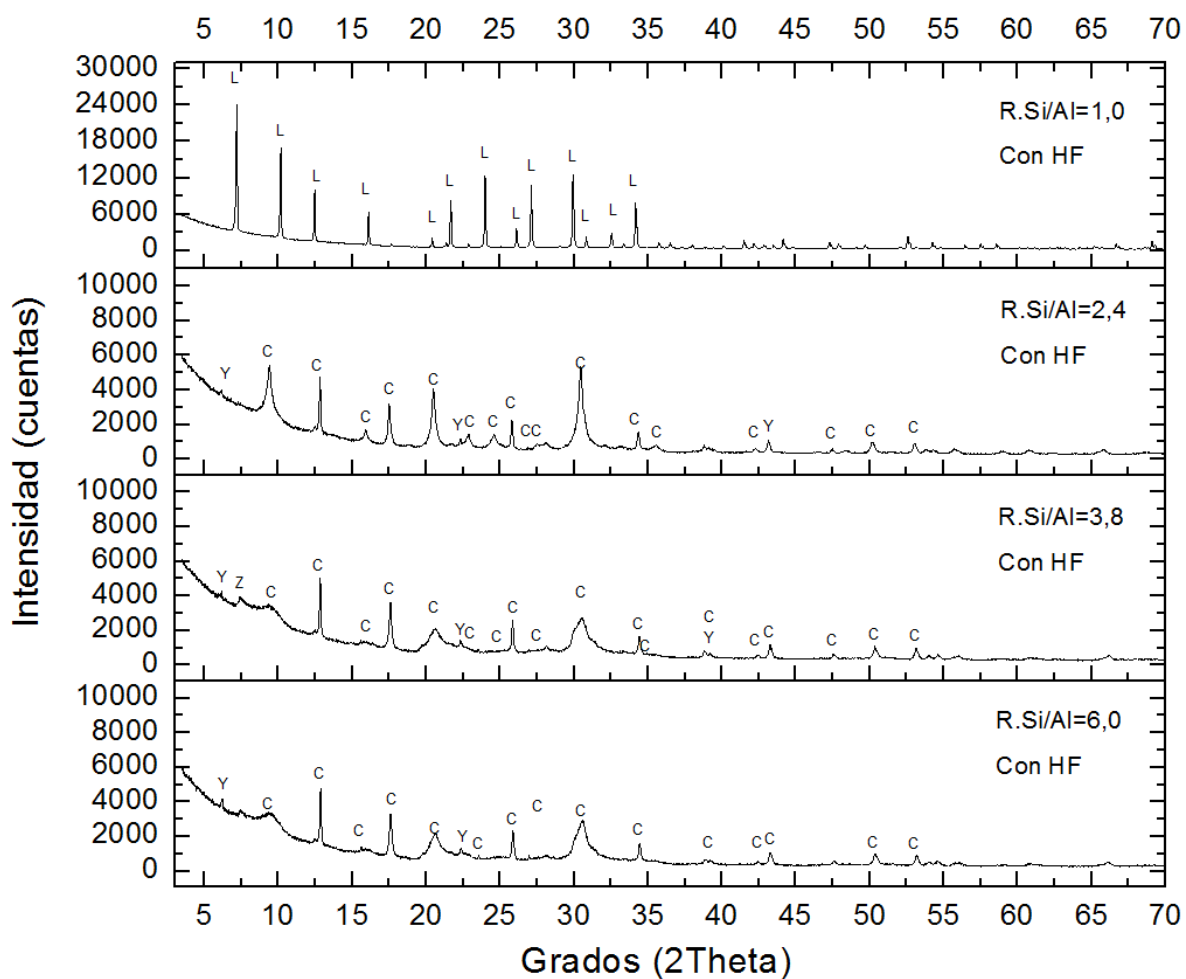 5 10 15 20 25 30 35 40 45 50 55 60 65 70
30000
24000
18000
12000
6000
0
L L L L L L L L L L L L L
R.Si/Al=1,0
Con HF
10000
8000
6000
4000
2000
0
Y C C C C C Y C C C C C C C C C Y C C C
R.Si/Al=2,4
Con HF
10000
8000
6000
4000
2000
0
Y Z C C C C C Y C C C C C C C C Y C C C C C
R.Si/Al=3,8
Con HF
10000
8000
6000
4000
2000
0
Y C C C C C Y C C C C C C C C C C
R.Si/Al=6,0
Con HF
5 10 15 20 25 30 35 40 45 50 55 60 65 70
Grados (2Theta)
Intensidad (cuentas)